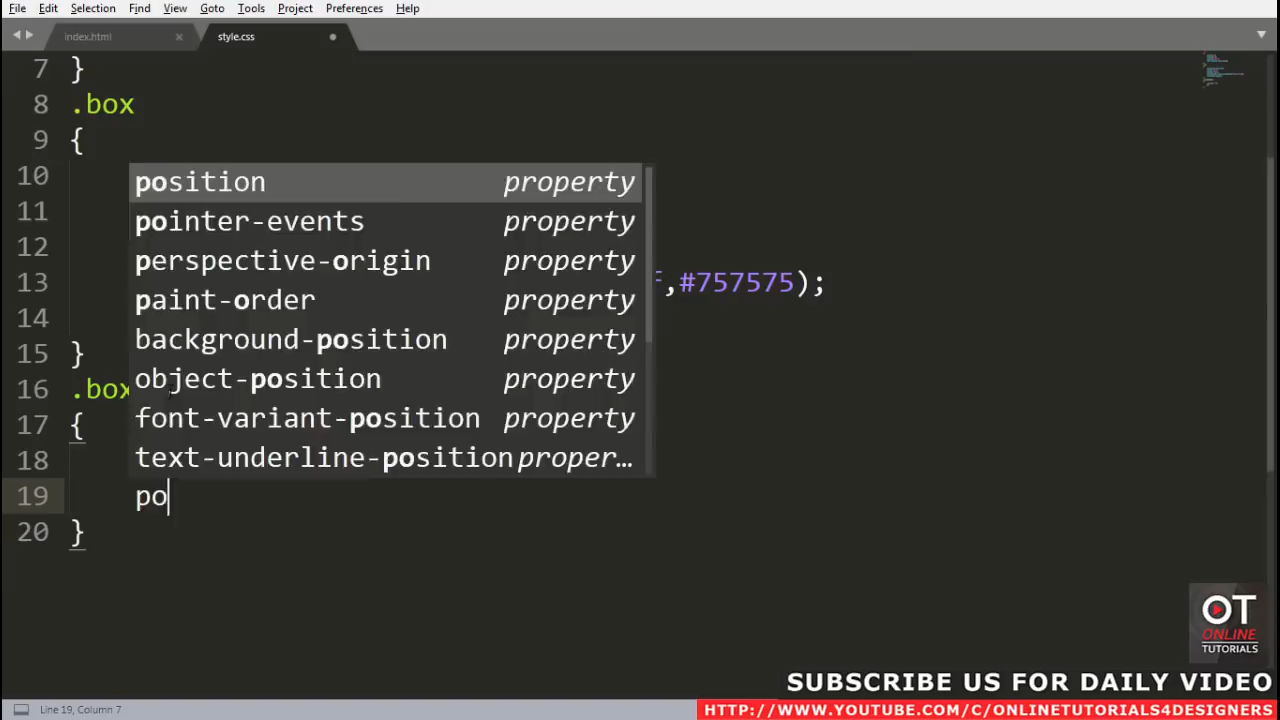 File Edit Selection Find View Goto Tools Project Preferences Help
index.html style.css
7 }
8 .box
9 {
10
11
12
13 ,#757575);
14
15 }
16 .box
17 {
18
19 po
20 }
position property
pointer-events property
perspective-origin property
paint-order property
background-position property
object-position property
font-variant-position property
text-underline-position proper…
OT
ONLINE
TUTORIALS
SUBSCRIBE US FOR DAILY VIDEO
HTTP://WWW.YOUTUBE.COM/C/ONLINETUTORIALS4DESIGNERS
Line 19, Column 7